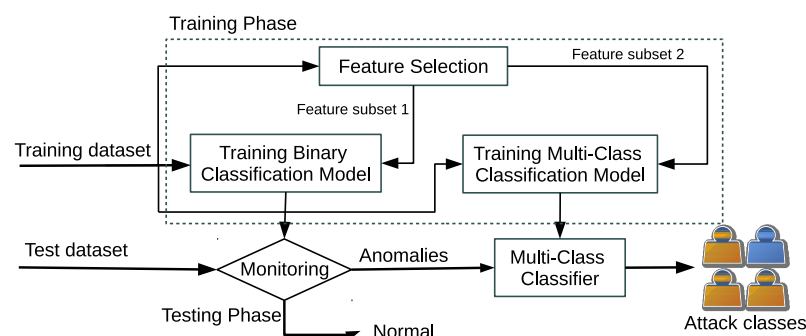 Training Phase
Feature Selection
Feature subset 2
Feature subset 1
Training dataset
Training Binary
Classification Model
Training Multi-Class
Classification Model
Test dataset
Monitoring
Anomalies
Multi-Class
Classifier
Testing Phase
Normal
Attack classes